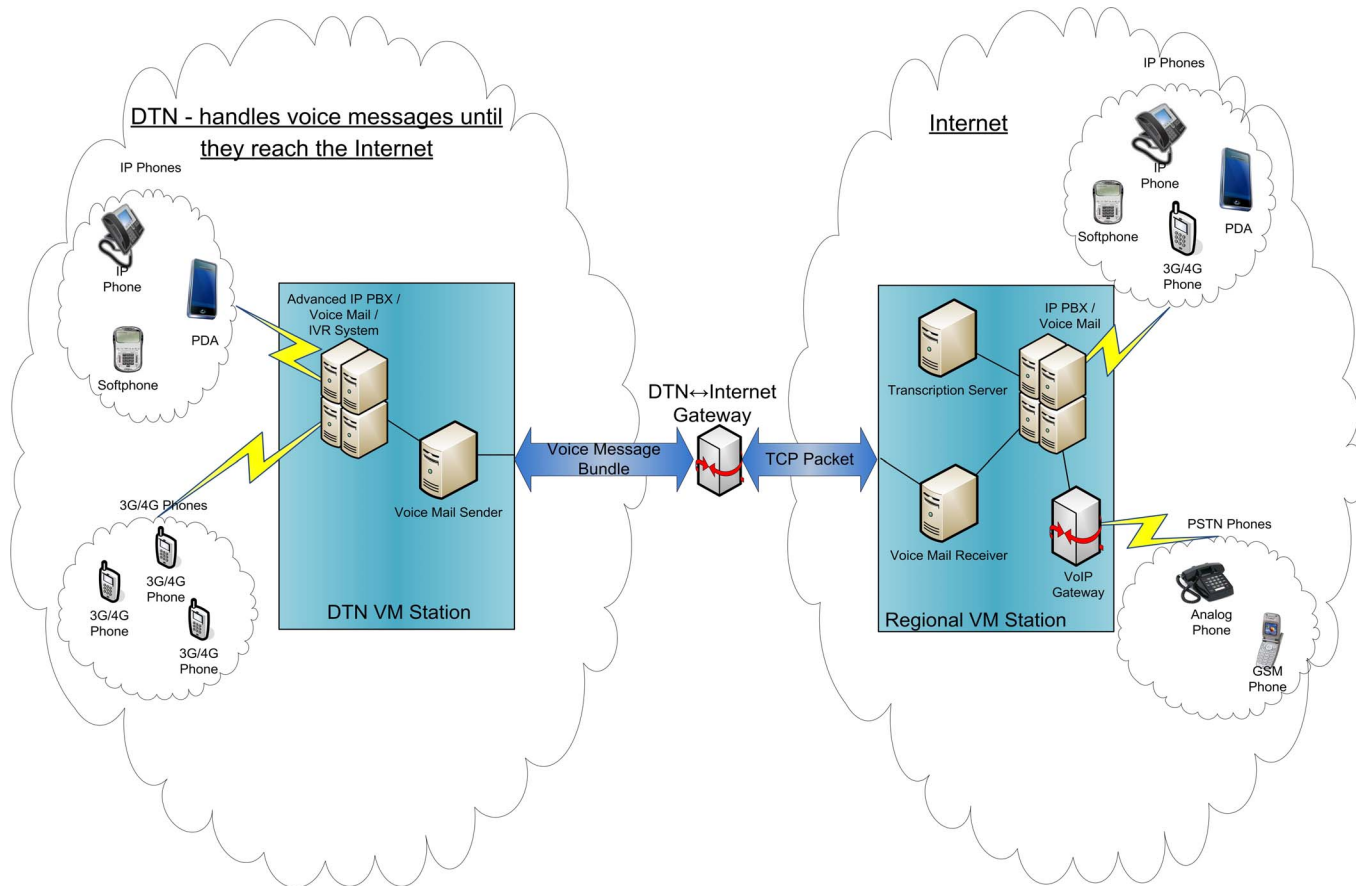 DTN - handles voice messages until
they reach the Internet
IP Phones
IP
Phone
PDA
Softphone
3G/4G Phones
3G/4G
Phone
3G/4G
Phone
3G/4G
Phone
Advanced IP PBX /
Voice Mail /
IVR System
Voice Mail Sender
DTN VM Station
Voice Message
Bundle
DTN↔Internet
Gateway
TCP Packet
Internet
IP Phones
IP
Phone
Softphone
PDA
3G/4G
Phone
IP PBX /
Voice Mail
Transcription Server
Voice Mail Receiver
VoIP
Gateway
Regional VM Station
PSTN Phones
Analog
Phone
GSM
Phone